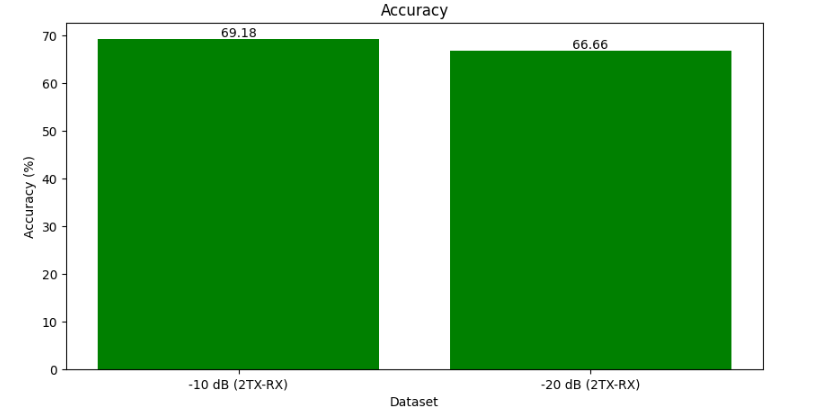 Accuracy
69.18
66.66
70
60
50
40
30
20
10
0
Accuracy (%)
-10 dB (2TX-RX)
-20 dB (2TX-RX)
Dataset